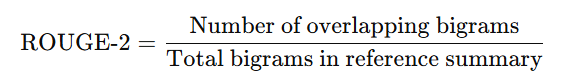 ROUGE-2 = Number of overlapping bigrams / Total bigrams in reference summary